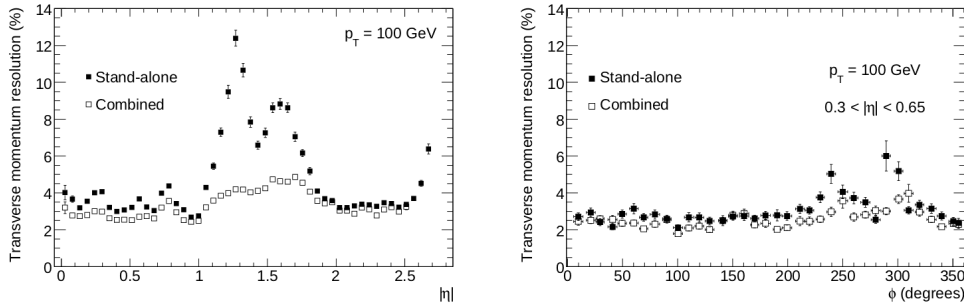 Transverse momentum resolution (%)
14
12
10
8
6
4
2
0
p_T = 100 GeV
Stand-alone
Combined
0 0.5 1 1.5 2 2.5
|η|
Transverse momentum resolution (%)
14
12
10
8
6
4
2
0
Stand-alone
Combined
p_T = 100 GeV
0.3 < |η| < 0.65
0 50 100 150 200 250 300 350
ϕ (degrees)